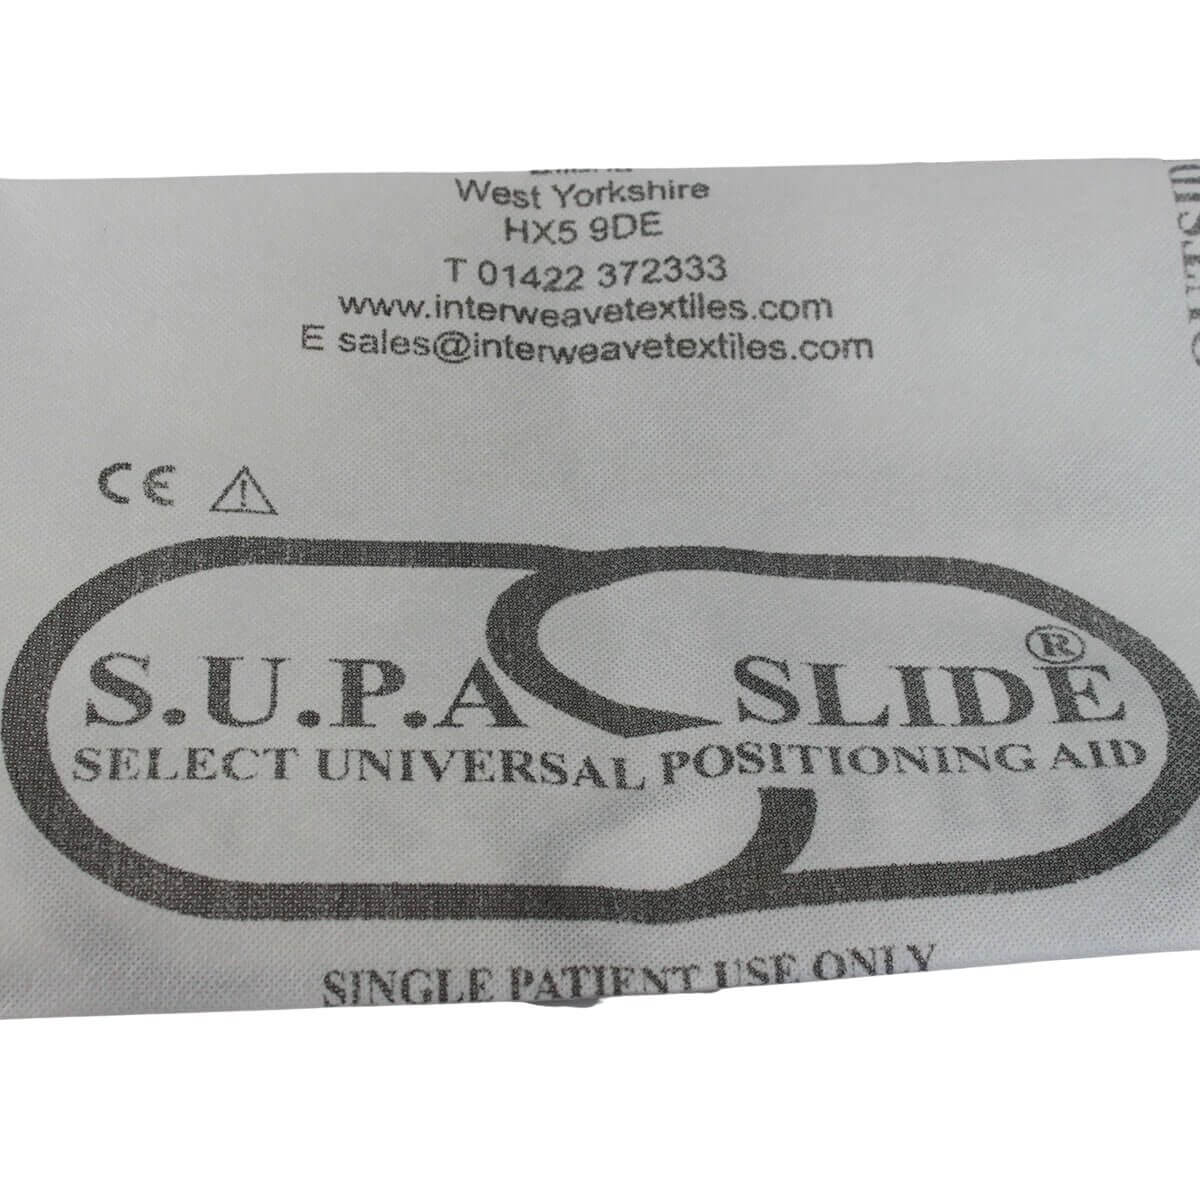 West Yorkshire
HX5 9DE
T 01422 372333
www.interweavetextiles.com
E sales@interweavetextiles.com
CE
S.U.P.A SLIDE®
SELECT UNIVERSAL POSITIONING AID
SINGLE PATIENT USE ONLY